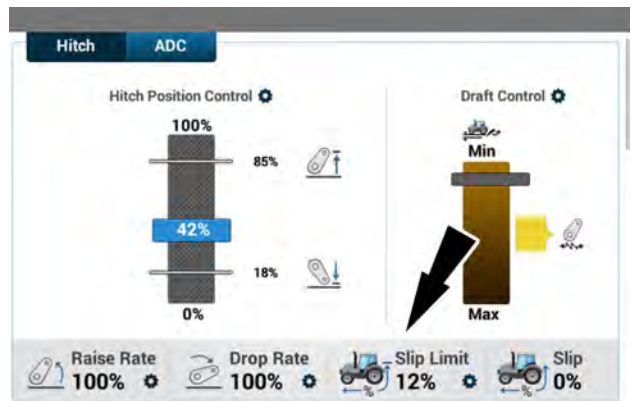 Hitch
ADC
Hitch Position Control
Draft Control
100%
Min
85%
42%
18%
0%
Max
Raise Rate
100%
Drop Rate
100%
Slip Limit
12%
Slip
0%
%
%